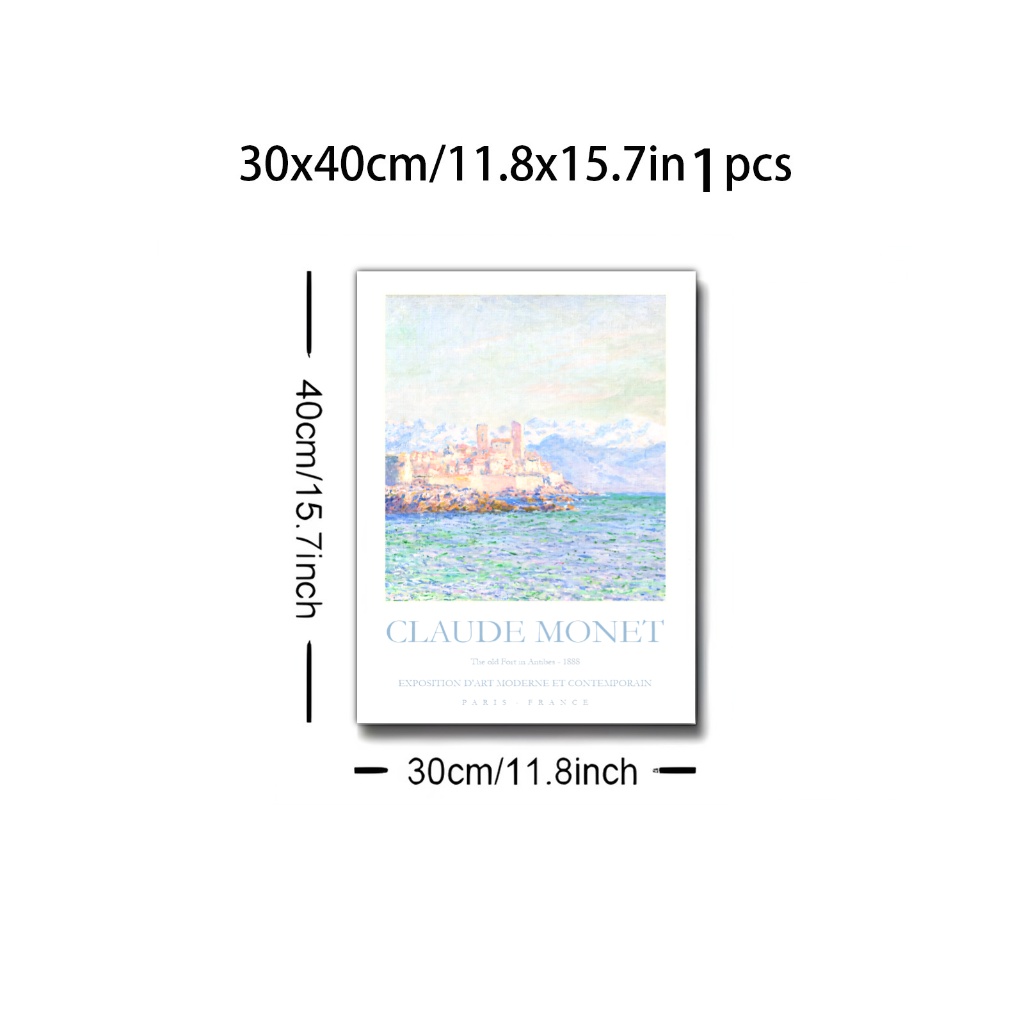 30x40cm/11.8x15.7in 1 pcs
40cm/15.7inch
CLAUDE MONET
The old Fort in Antibes - 1888
EXPOSITION D'ART MODERNE ET CONTEMPORAIN
PARIS - FRANCE
30cm/11.8inch